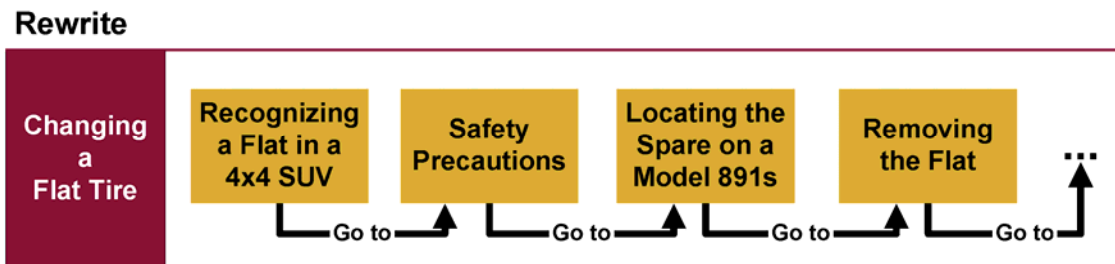 Rewrite
Changing
a
Flat Tire
Recognizing
a Flat in a
4x4 SUV
Safety
Precautions
Locating the
Spare on a
Model 891s
Removing
the Flat
...
Go to
Go to
Go to
Go to